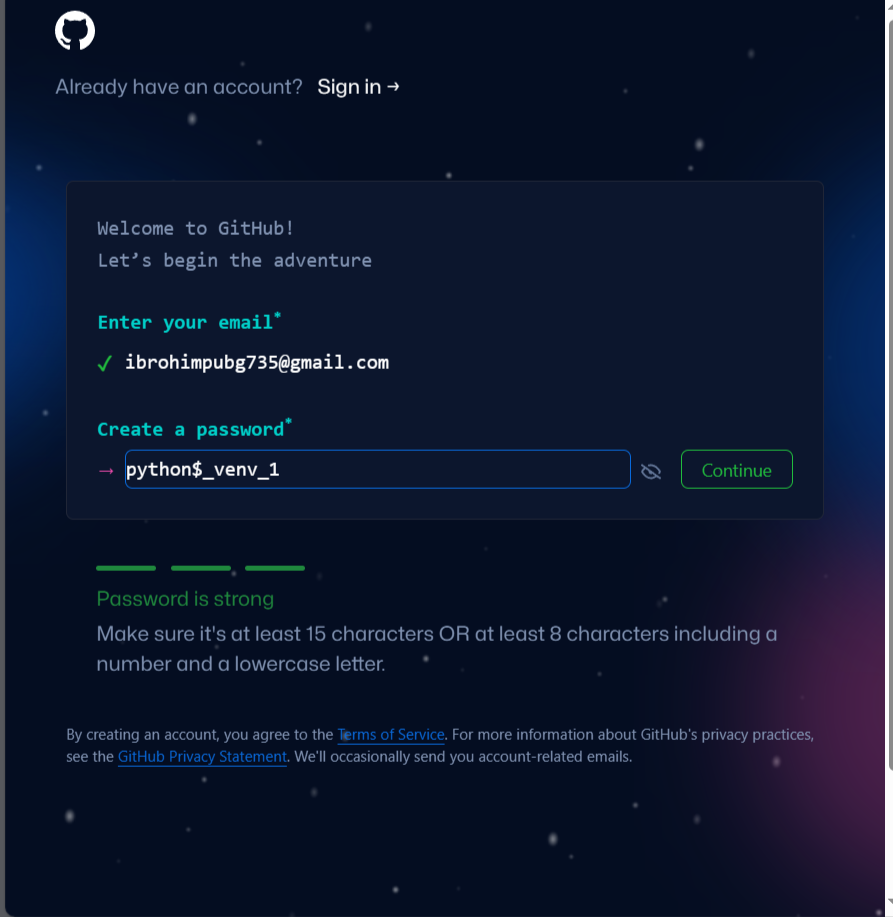 Already have an account? Sign in →
Welcome to GitHub!
Let’s begin the adventure
Enter your email*
✓ ibrohimpubg735@gmail.com
Create a password*
→ python$_venv_1
Continue
Password is strong
Make sure it's at least 15 characters OR at least 8 characters including a
number and a lowercase letter.
By creating an account, you agree to the Terms of Service. For more information about GitHub's privacy practices,
see the GitHub Privacy Statement. We'll occasionally send you account-related emails.